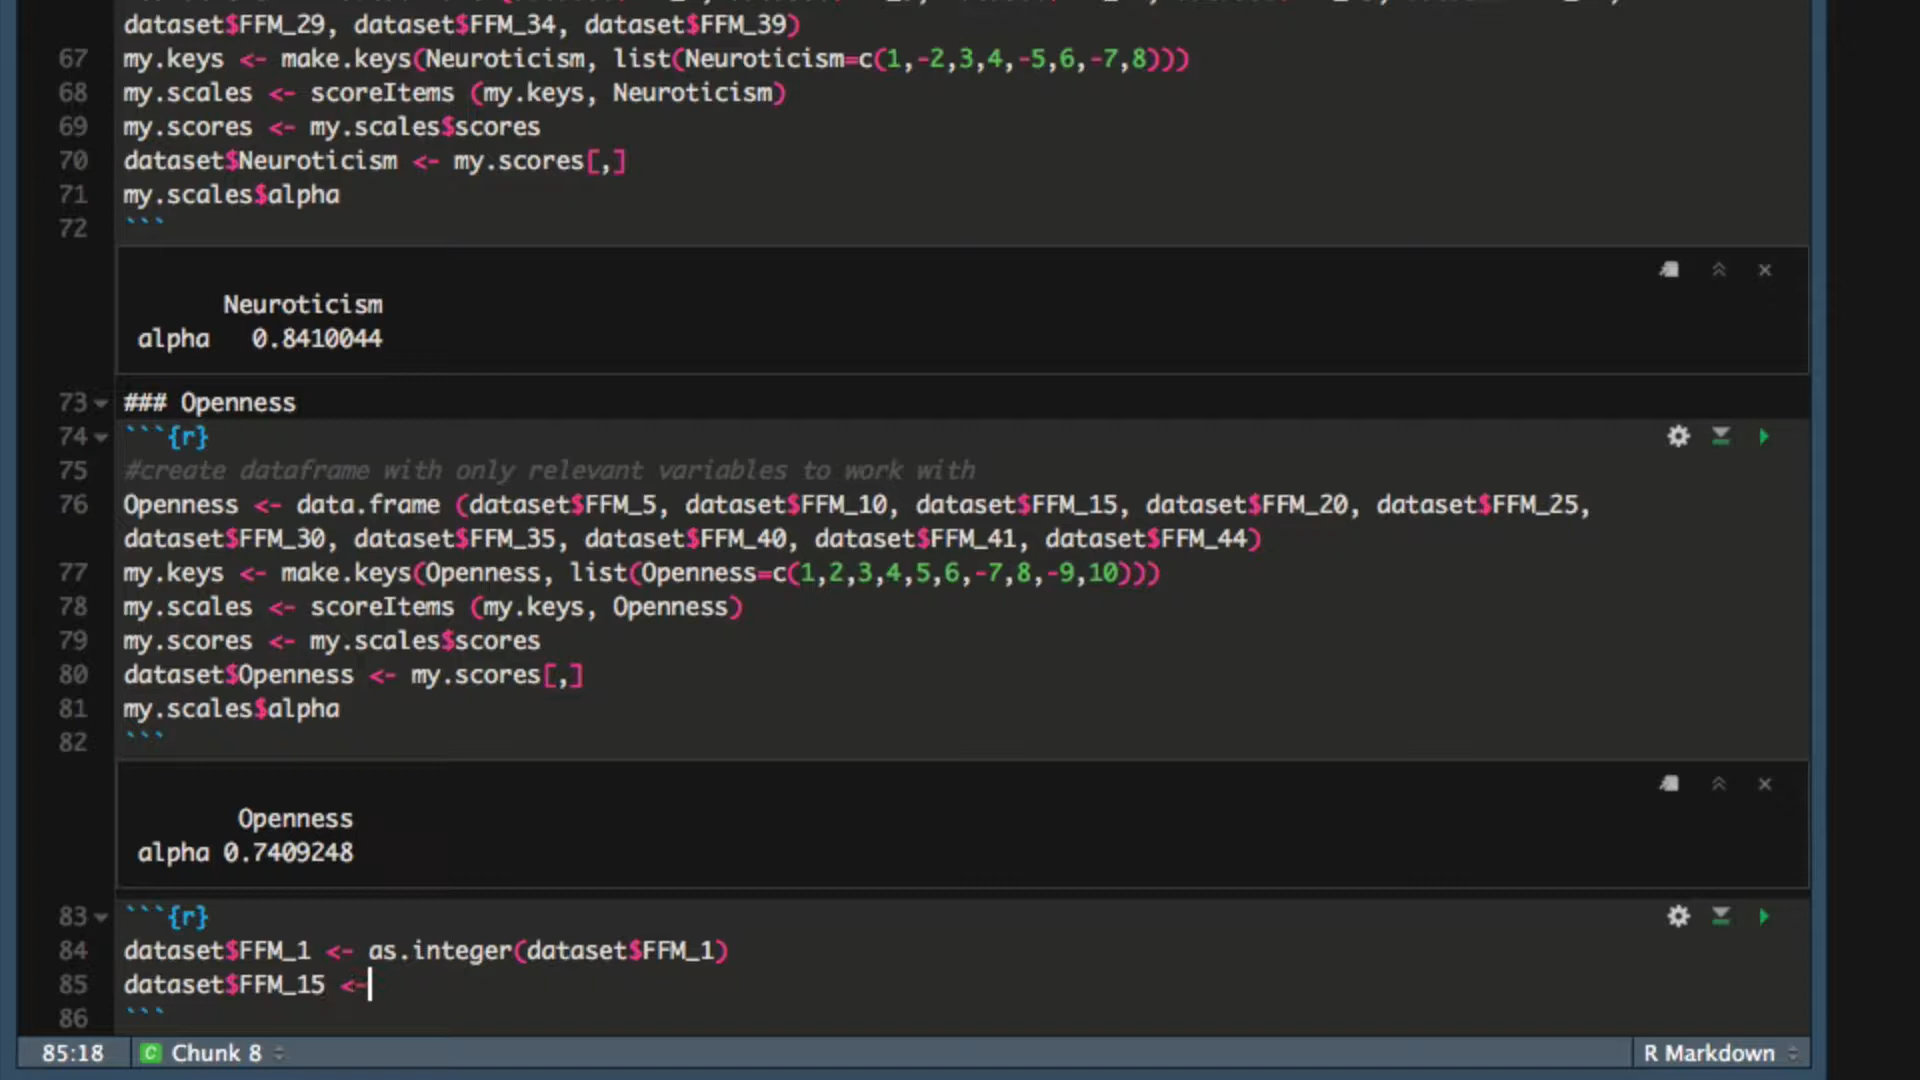 dataset$FFM_29, dataset$FFM_34, dataset$FFM_39)
67 my.keys <- make.keys(Neuroticism, list(Neuroticism=c(1,-2,3,4,-5,6,-7,8)))
68 my.scales <- scoreItems (my.keys, Neuroticism)
69 my.scores <- my.scales$scores
70 dataset$Neuroticism <- my.scores[,]
71 my.scales$alpha
72 ```
Neuroticism
alpha 0.8410044
73 ### Openness
74 ```{r}
75 #create dataframe with only relevant variables to work with
76 Openness <- data.frame (dataset$FFM_5, dataset$FFM_10, dataset$FFM_15, dataset$FFM_20, dataset$FFM_25,
dataset$FFM_30, dataset$FFM_35, dataset$FFM_40, dataset$FFM_41, dataset$FFM_44)
77 my.keys <- make.keys(Openness, list(Openness=c(1,2,3,4,5,6,-7,8,-9,10)))
78 my.scales <- scoreItems (my.keys, Openness)
79 my.scores <- my.scales$scores
80 dataset$Openness <- my.scores[,]
81 my.scales$alpha
82 ```
Openness
alpha 0.7409248
83 ```{r}
84 dataset$FFM_1 <- as.integer(dataset$FFM_1)
85 dataset$FFM_15 <-
86 ```
85:18 C Chunk 8 R Markdown